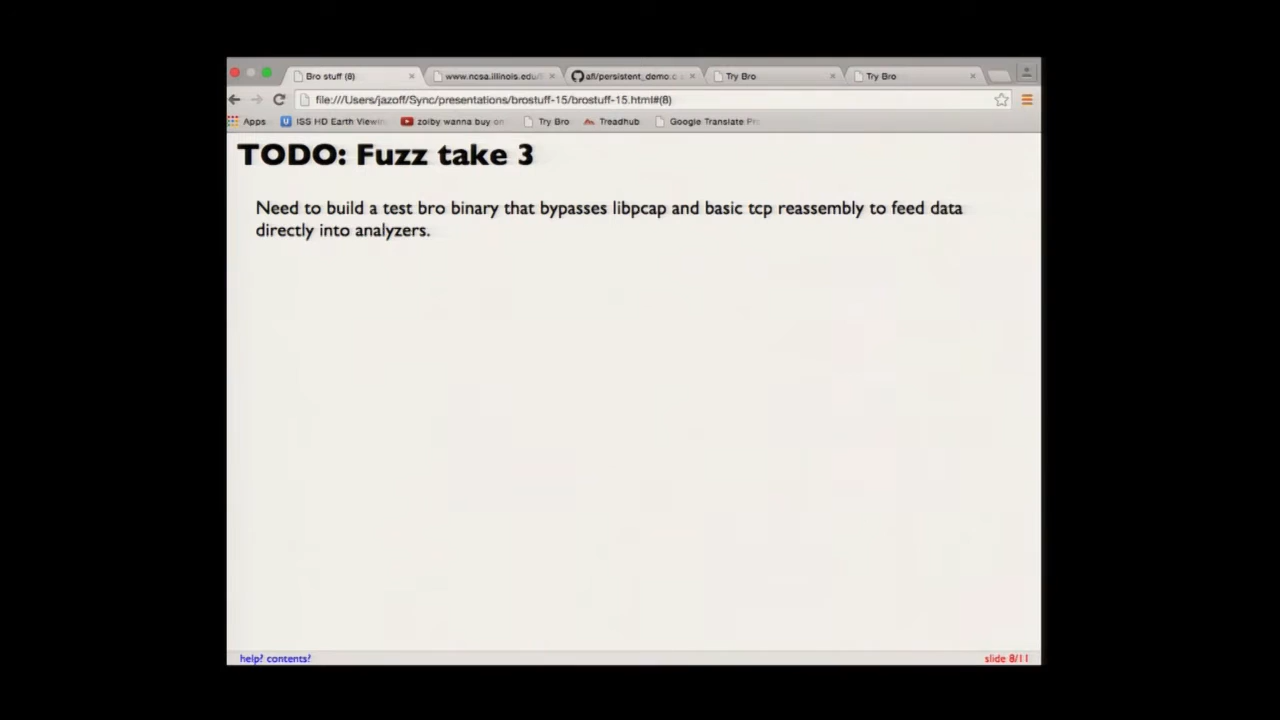 Bro stuff (8)
www.ncsa.illinois.edu/
afl/persistent_demo.c
Try Bro
Try Bro
file:///Users/jazoff/Sync/presentations/brostuff-15/brostuff-15.html#(8)
Apps
ISS HD Earth Viewin
zoiby wanna buy on
Try Bro
Treadhub
Google Translate Pr
TODO: Fuzz take 3
Need to build a test bro binary that bypasses libpcap and basic tcp reassembly to feed data
directly into analyzers.
help? contents?
slide 8/11